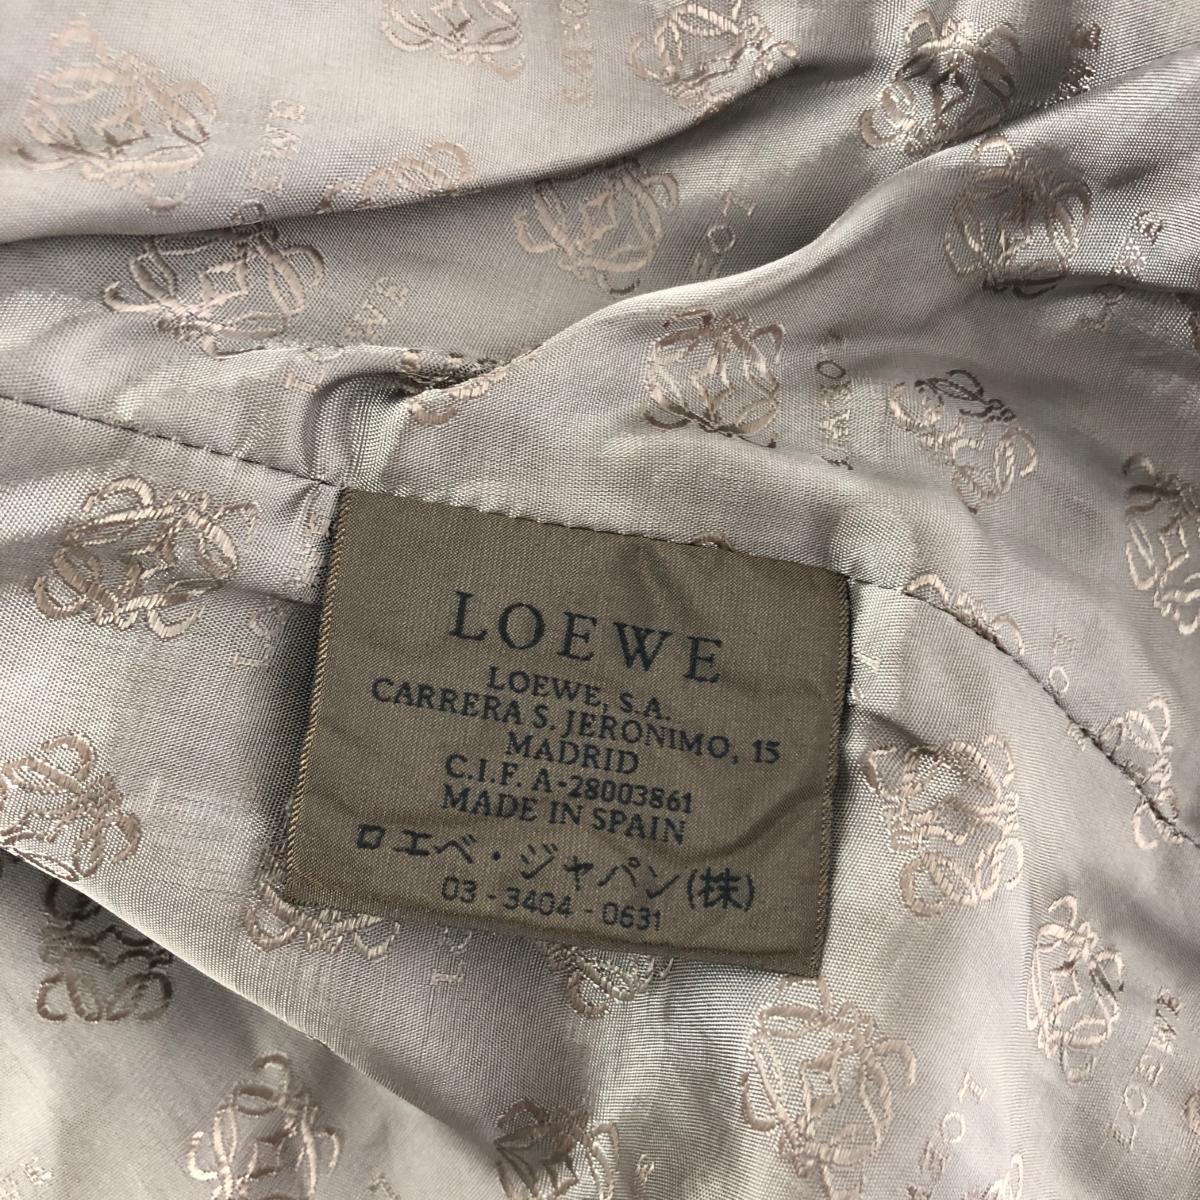 LOEWE
LOEWE, S.A.
CARRERA S. JERONIMO, 15
MADRID
C.I.F. A-28003861
MADE IN SPAIN
ロエベ・ジャパン(株)
03-3404-0631
LOEWE